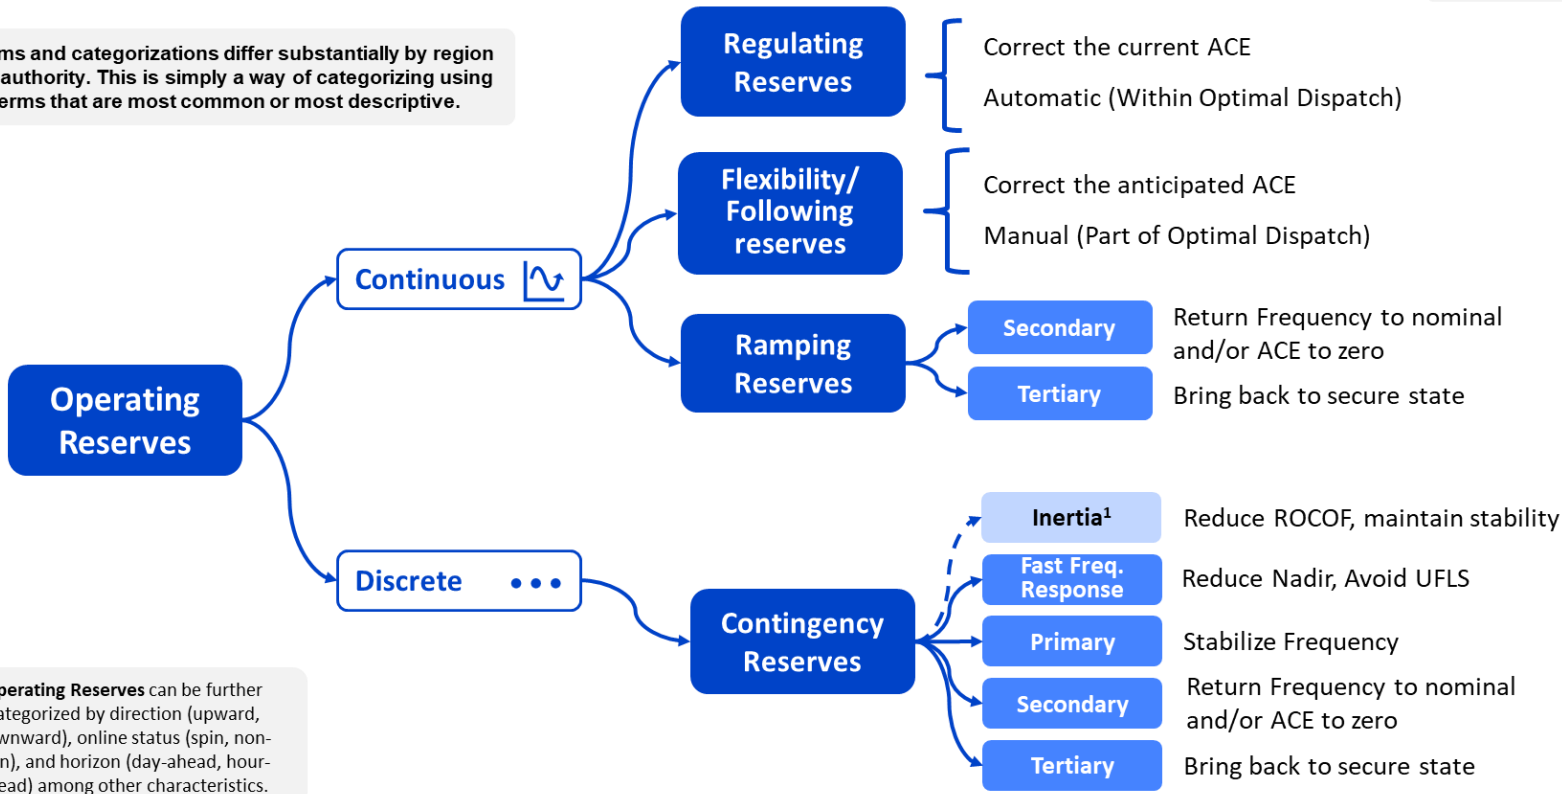 ms and categorizations differ substantially by region
authority. This is simply a way of categorizing using
erms that are most common or most descriptive.
Operating
Reserves
Continuous
Discrete
Regulating
Reserves
Correct the current ACE
Automatic (Within Optimal Dispatch)
Flexibility/
Following
reserves
Correct the anticipated ACE
Manual (Part of Optimal Dispatch)
Ramping
Reserves
Secondary
Return Frequency to nominal
and/or ACE to zero
Tertiary
Bring back to secure state
Contingency
Reserves
Inertia¹
Reduce ROCOF, maintain stability
Fast Freq.
Response
Reduce Nadir, Avoid UFLS
Primary
Stabilize Frequency
Secondary
Return Frequency to nominal
and/or ACE to zero
Tertiary
Bring back to secure state
perating Reserves can be further
ategorized by direction (upward,
wnward), online status (spin, non-
n), and horizon (day-ahead, hour-
ead) among other characteristics.